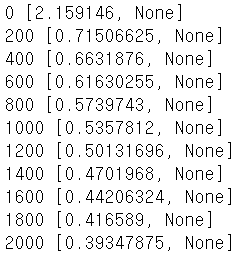 0 [2.159146, None]
200 [0.71506625, None]
400 [0.6631876, None]
600 [0.61630255, None]
800 [0.5739743, None]
1000 [0.5357812, None]
1200 [0.50131696, None]
1400 [0.4701968, None]
1600 [0.44206324, None]
1800 [0.416589, None]
2000 [0.39347875, None]